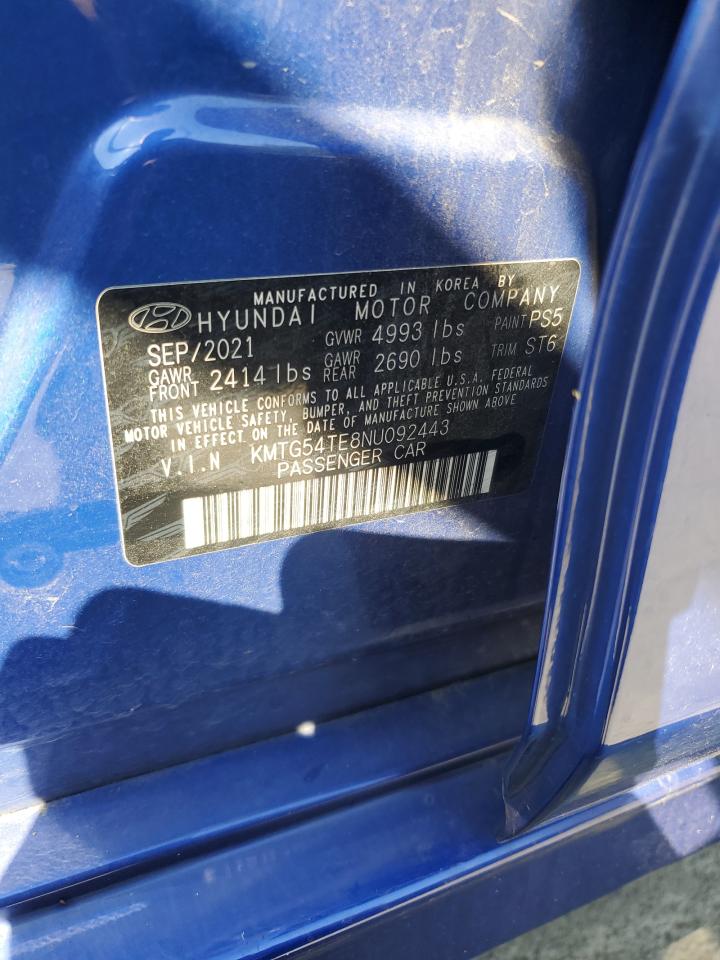 MANUFACTURED IN KOREA BY
HYUNDAI MOTOR COMPANY
SEP/2021 GVWR 4993 lbs PAINT PS5
GAWR FRONT 2414 lbs GAWR REAR 2690 lbs TRIM ST6
THIS VEHICLE CONFORMS TO ALL APPLICABLE U.S.A. FEDERAL
MOTOR VEHICLE SAFETY, BUMPER, AND THEFT PREVENTION STANDARDS
IN EFFECT ON THE DATE OF MANUFACTURE SHOWN ABOVE
V.I.N KMTG54TE8NU092443
PASSENGER CAR